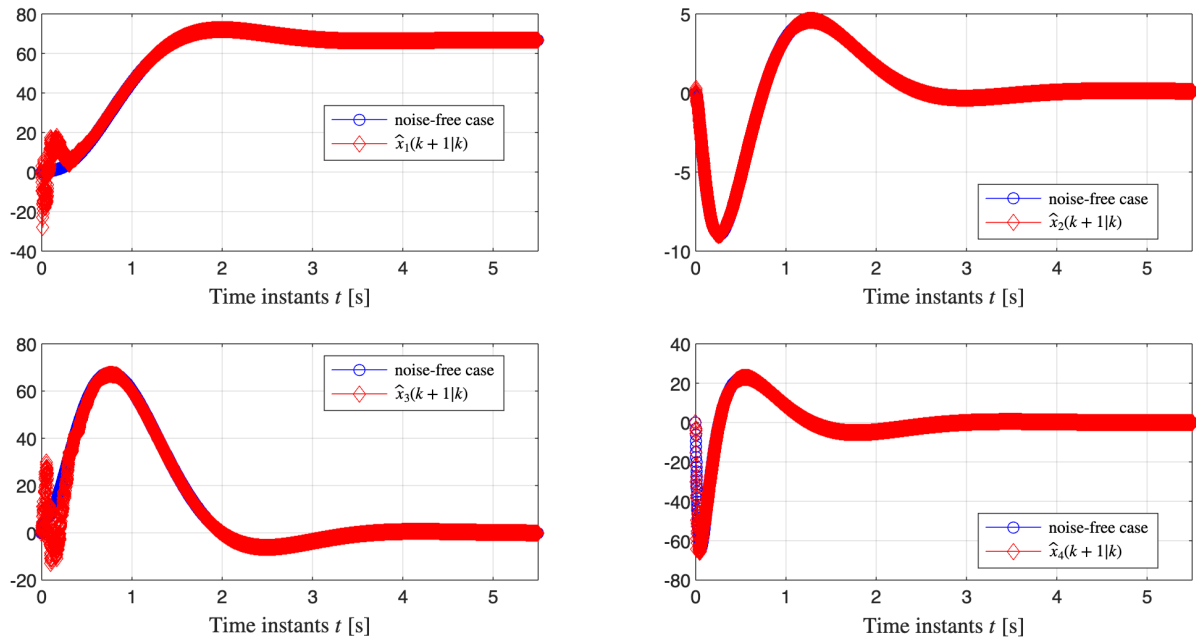 80
60
40
20
0
-20
-40
0 1 2 3 4 5
Time instants t [s]
noise-free case
x̂₁(k + 1|k)
5
0
-5
-10
0 1 2 3 4 5
Time instants t [s]
noise-free case
x̂₂(k + 1|k)
80
60
40
20
0
-20
0 1 2 3 4 5
Time instants t [s]
noise-free case
x̂₃(k + 1|k)
40
20
0
-20
-40
-60
-80
0 1 2 3 4 5
Time instants t [s]
noise-free case
x̂₄(k + 1|k)